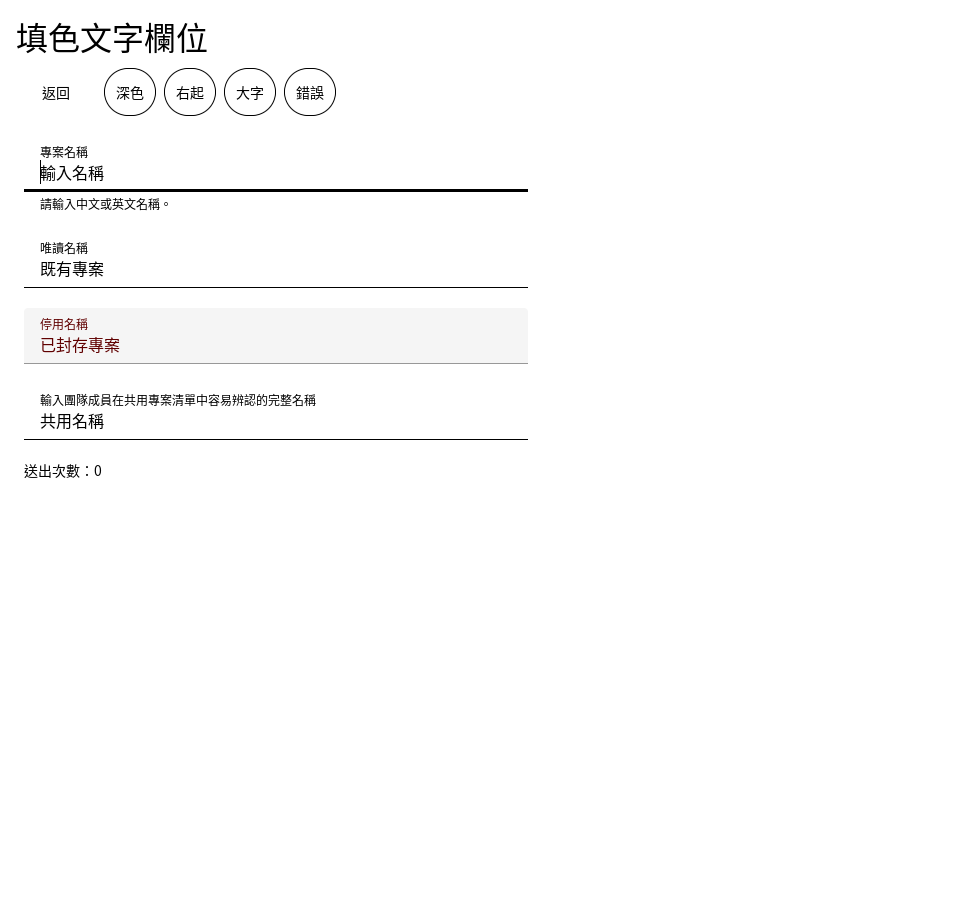 填色文字欄位
返回 深色 右起 大字 錯誤
專案名稱
輸入名稱
請輸入中文或英文名稱。
唯讀名稱
既有專案
停用名稱
已封存專案
輸入團隊成員在共用專案清單中容易辨認的完整名稱
共用名稱
送出次數：0